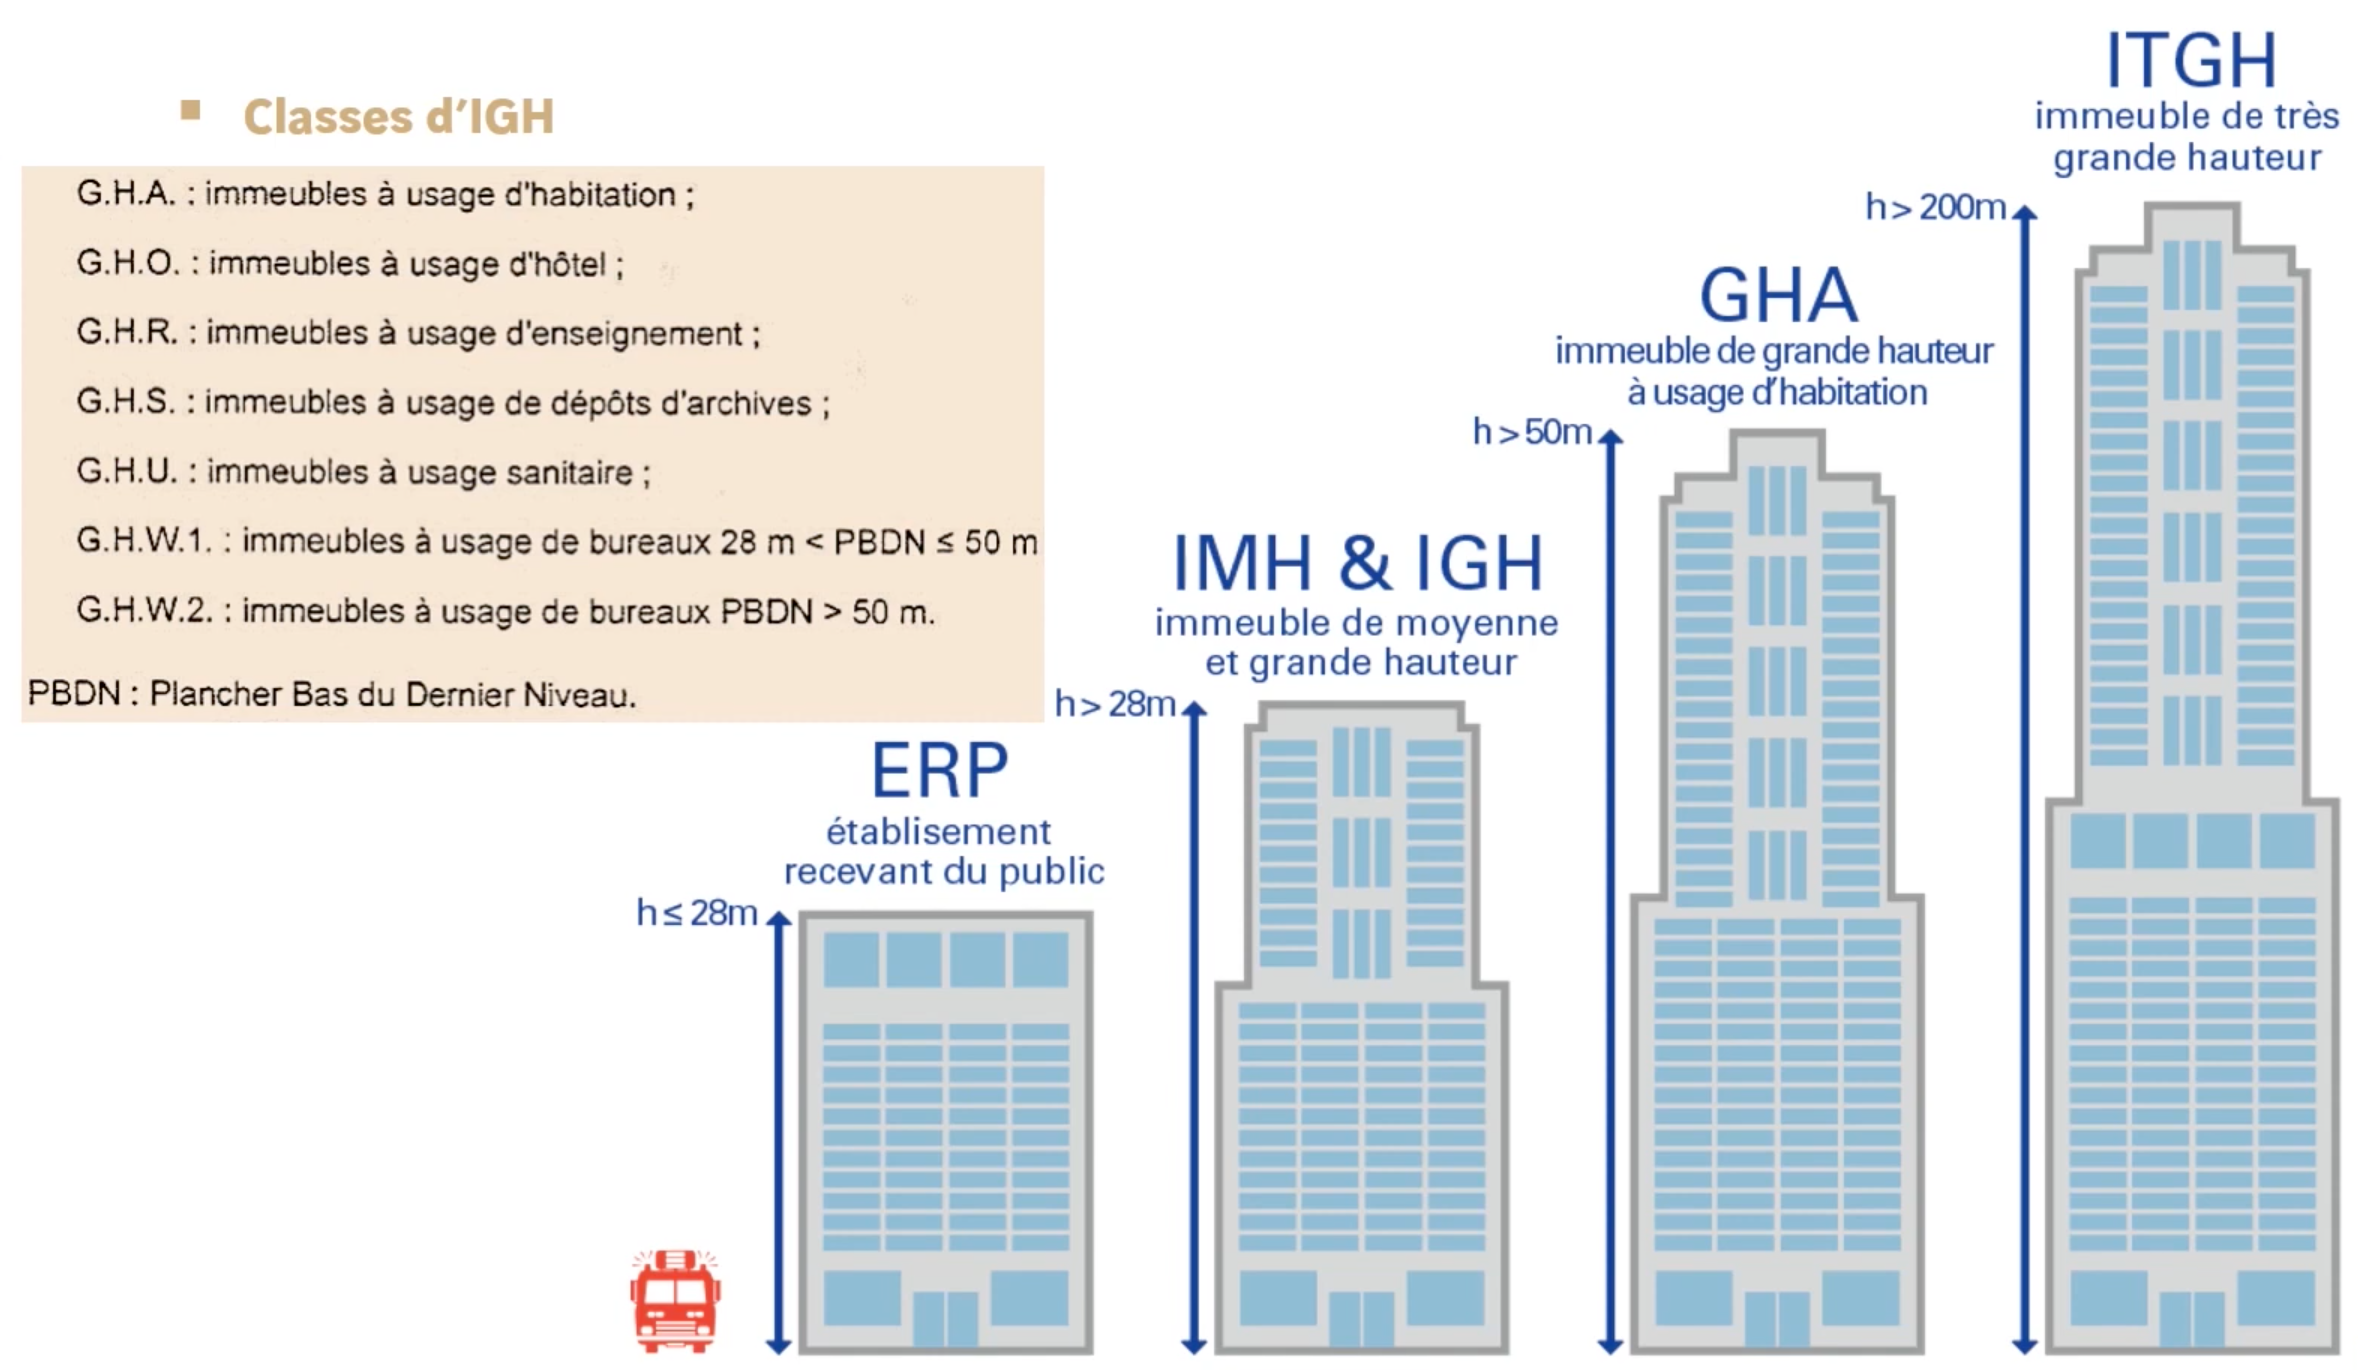 ▪ Classes d'IGH
G.H.A. : immeubles à usage d'habitation ;
G.H.O. : immeubles à usage d'hôtel ;
G.H.R. : immeubles à usage d'enseignement ;
G.H.S. : immeubles à usage de dépôts d'archives ;
G.H.U. : immeubles à usage sanitaire ;
G.H.W.1. : immeubles à usage de bureaux 28 m < PBDN ≤ 50 m
G.H.W.2. : immeubles à usage de bureaux PBDN > 50 m.
PBDN : Plancher Bas du Dernier Niveau.
ERP
établisement
recevant du public
h ≤ 28m
IMH & IGH
immeuble de moyenne
et grande hauteur
h > 28m
GHA
immeuble de grande hauteur
à usage d'habitation
h > 50m
ITGH
immeuble de très
grande hauteur
h > 200m